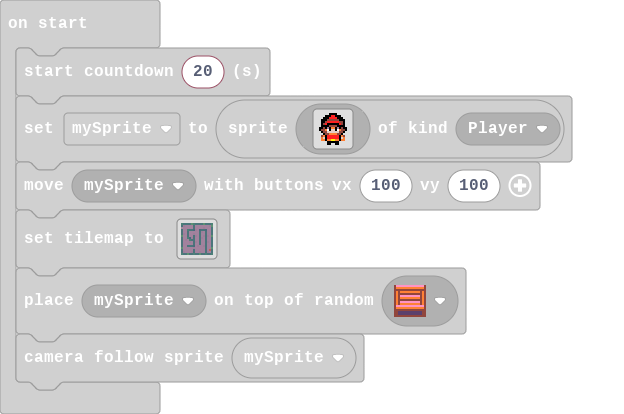 on start
start countdown 20 (s)
set mySprite to sprite of kind Player
move mySprite with buttons vx 100 vy 100
set tilemap to
place mySprite on top of random
camera follow sprite mySprite